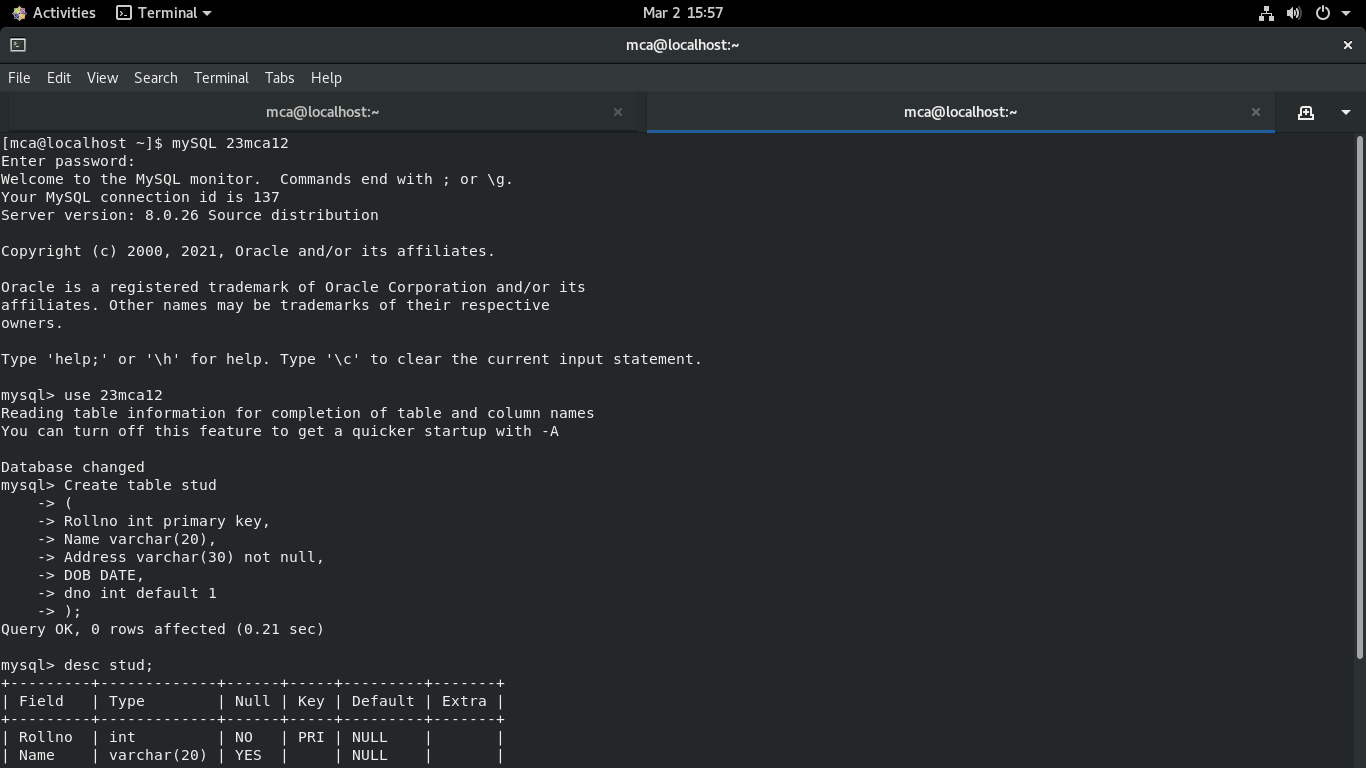 Activities Terminal Mar 2 15:57
mca@localhost:~
File Edit View Search Terminal Tabs Help
mca@localhost:~ mca@localhost:~
[mca@localhost ~]$ mySQL 23mca12
Enter password:
Welcome to the MySQL monitor.  Commands end with ; or \g.
Your MySQL connection id is 137
Server version: 8.0.26 Source distribution

Copyright (c) 2000, 2021, Oracle and/or its affiliates.

Oracle is a registered trademark of Oracle Corporation and/or its
affiliates. Other names may be trademarks of their respective
owners.

Type 'help;' or '\h' for help. Type '\c' to clear the current input statement.

mysql> use 23mca12
Reading table information for completion of table and column names
You can turn off this feature to get a quicker startup with -A

Database changed
mysql> Create table stud
    -> (
    -> Rollno int primary key,
    -> Name varchar(20),
    -> Address varchar(30) not null,
    -> DOB DATE,
    -> dno int default 1
    -> );
Query OK, 0 rows affected (0.21 sec)

mysql> desc stud;
+---------+-------------+------+-----+---------+-------+
| Field   | Type        | Null | Key | Default | Extra |
+---------+-------------+------+-----+---------+-------+
| Rollno  | int         | NO   | PRI | NULL    |       |
| Name    | varchar(20) | YES  |     | NULL    |       |